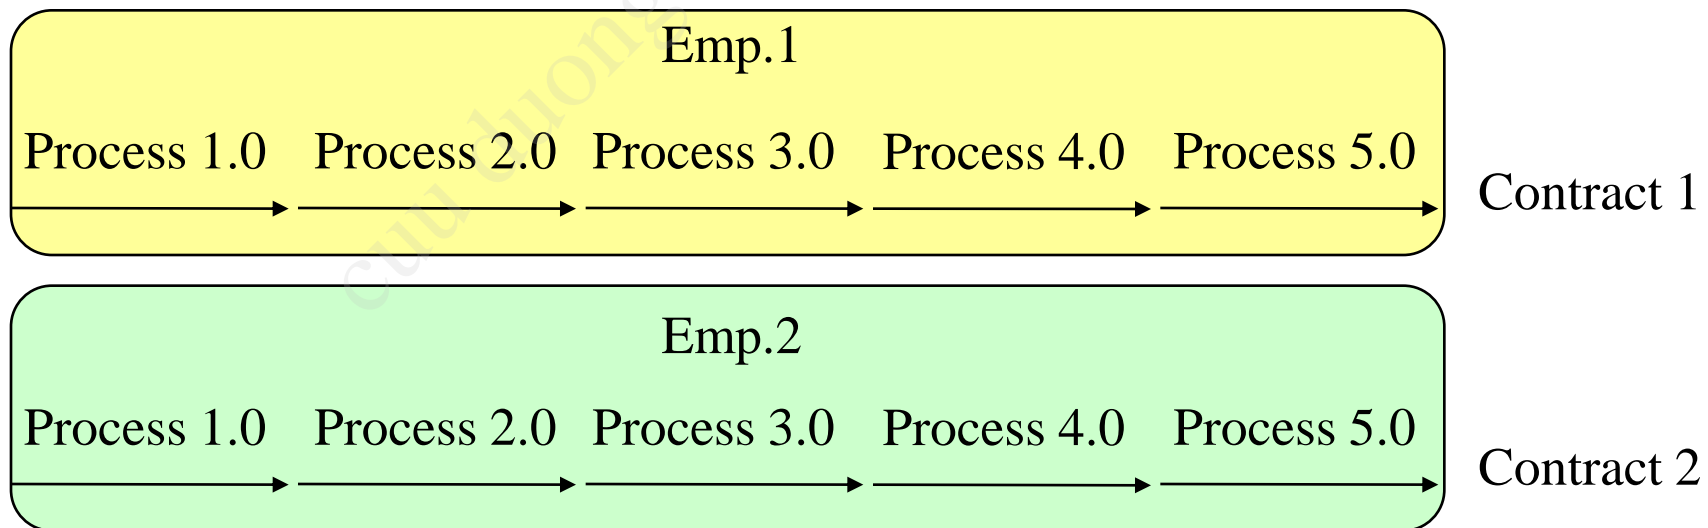 Emp.1
Process 1.0 Process 2.0 Process 3.0 Process 4.0 Process 5.0
Contract 1
Emp.2
Process 1.0 Process 2.0 Process 3.0 Process 4.0 Process 5.0
Contract 2
cuu duong